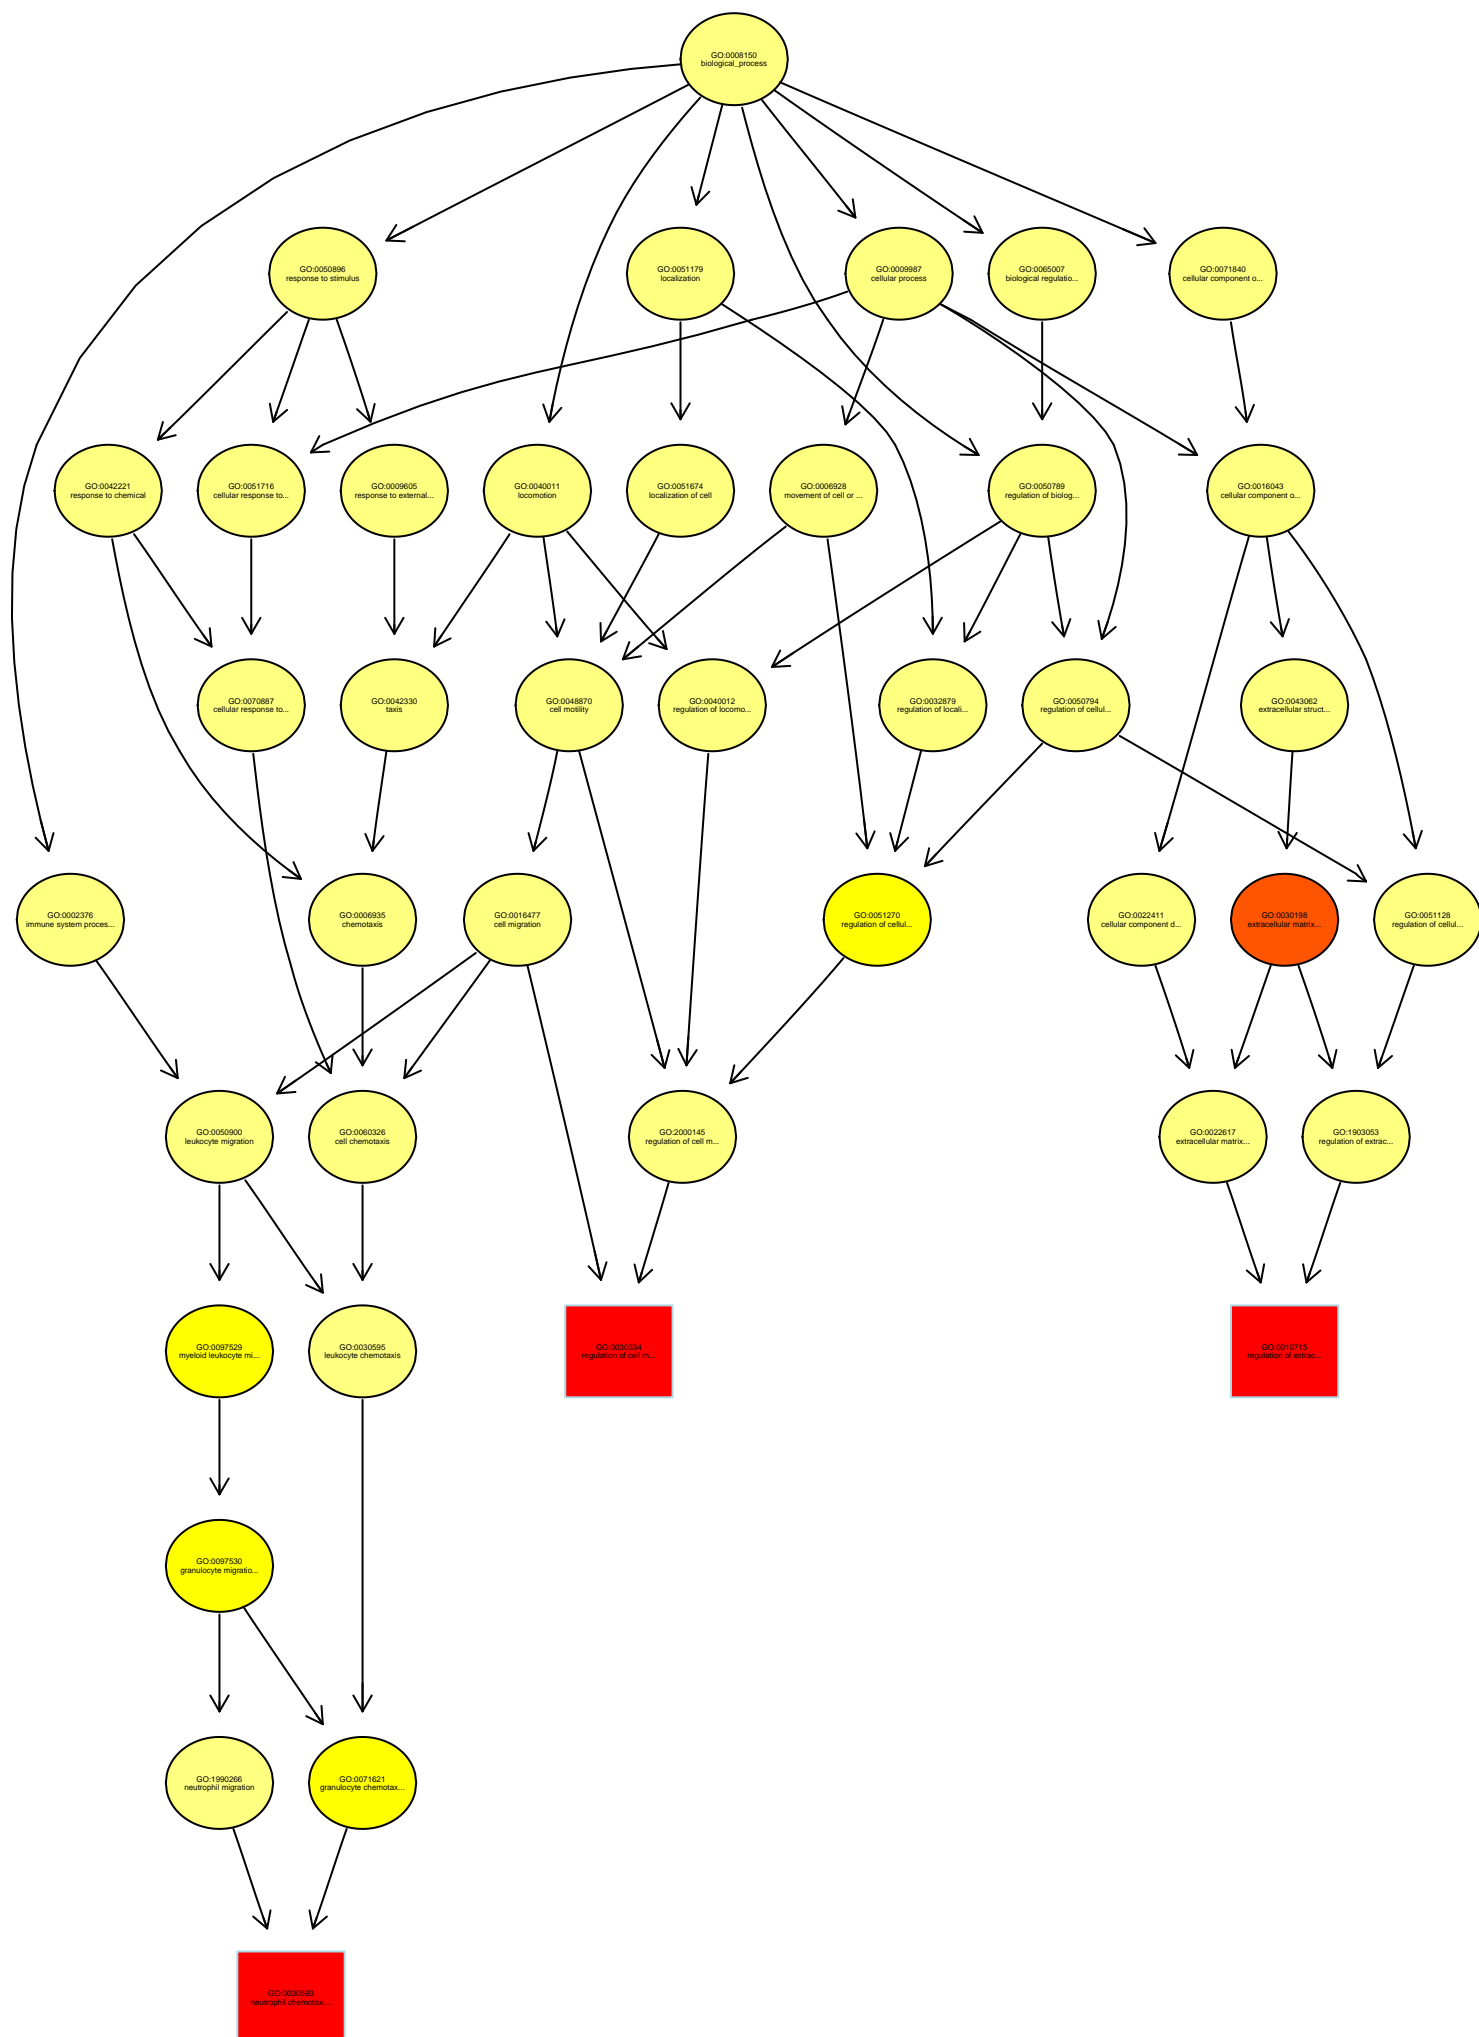 GO:0008150
biological_process
GO:0050896
response to stimulus
GO:0051179
localization
GO:0009987
cellular process
GO:0065007
biological regulatio...
GO:0071840
cellular component o...
GO:0042221
response to chemical
GO:0051716
cellular response to...
GO:0009605
response to external...
GO:0040011
locomotion
GO:0051674
localization of cell
GO:0006928
movement of cell or ...
GO:0050789
regulation of biolog...
GO:0016043
cellular component o...
GO:0070887
cellular response to...
GO:0042330
taxis
GO:0048870
cell motility
GO:0040012
regulation of locomo...
GO:0032879
regulation of locali...
GO:0050794
regulation of cellul...
GO:0043062
extracellular struct...
GO:0002376
immune system proces...
GO:0006935
chemotaxis
GO:0016477
cell migration
GO:0051270
regulation of cellul...
GO:0022411
cellular component d...
GO:0030198
extracellular matrix...
GO:0051128
regulation of cellul...
GO:0050900
leukocyte migration
GO:0060326
cell chemotaxis
GO:2000145
regulation of cell m...
GO:0022617
extracellular matrix...
GO:1903053
regulation of extrac...
GO:0097529
myeloid leukocyte mi...
GO:0030595
leukocyte chemotaxis
GO:0030334
regulation of cell m...
GO:0010715
regulation of extrac...
GO:0097530
granulocyte migratio...
GO:1990266
neutrophil migration
GO:0071621
granulocyte chemotax...
GO:0030593
neutrophil chemotaxi...